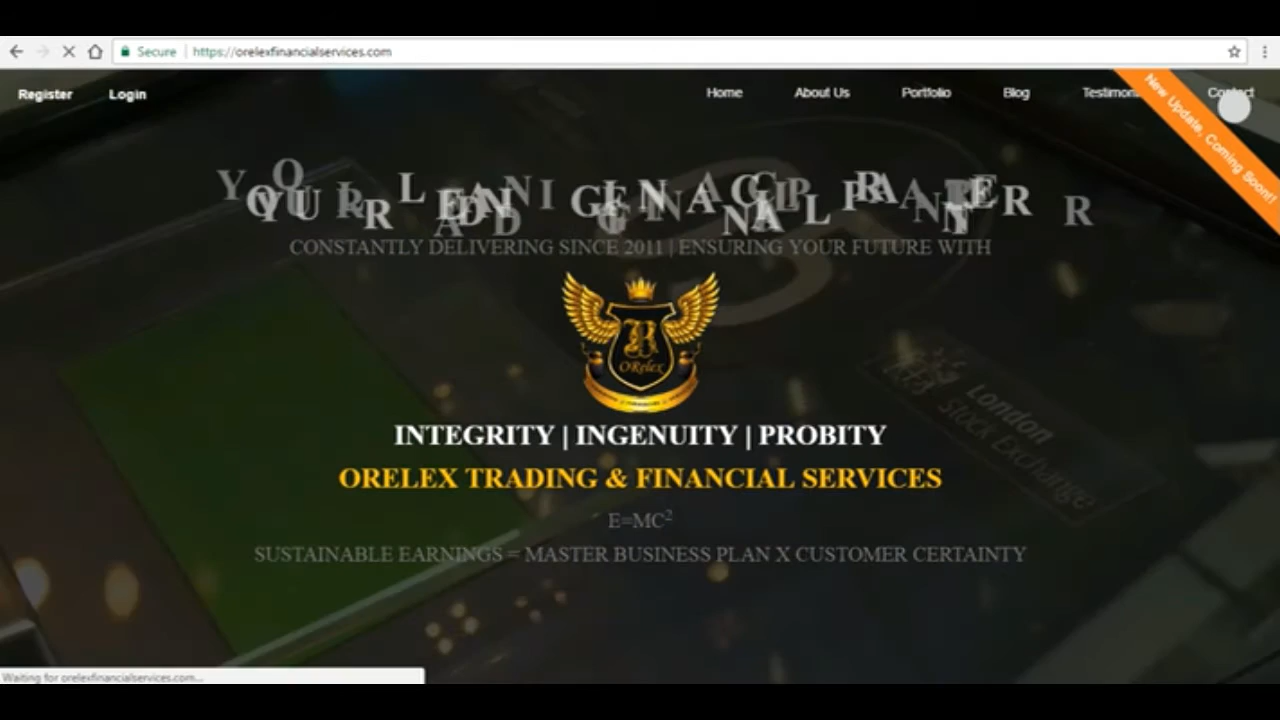 Secure | https://orelexfinancialservices.com
Register Login Home About Us Portfolio Blog
New Update, Coming Soon!!
CONSTANTLY DELIVERING SINCE 2011 | ENSURING YOUR FUTURE WITH
ORelex
London
Stock Exchange
INTEGRITY | INGENUITY | PROBITY
ORELEX TRADING & FINANCIAL SERVICES
E=MC²
SUSTAINABLE EARNINGS = MASTER BUSINESS PLAN X CUSTOMER CERTAINTY
Waiting for orelexfinancialservices.com...